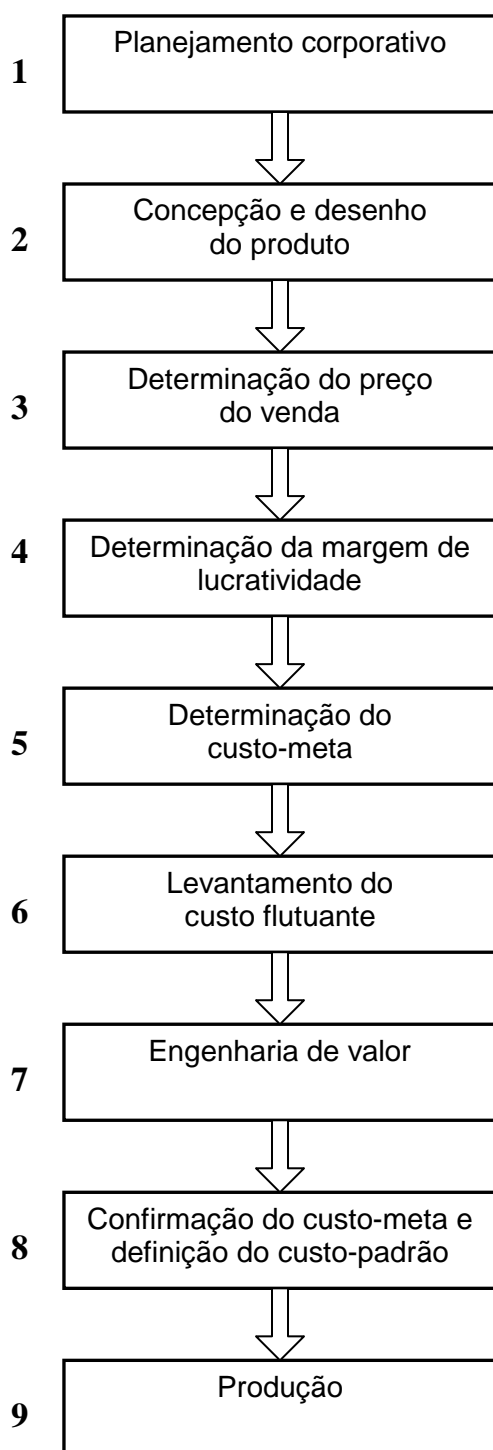 1
Planejamento corporativo
2
Concepção e desenho
do produto
3
Determinação do preço
do venda
4
Determinação da margem de
lucratividade
5
Determinação do
custo-meta
6
Levantamento do
custo flutuante
7
Engenharia de valor
8
Confirmação do custo-meta e
definição do custo-padrão
9
Produção